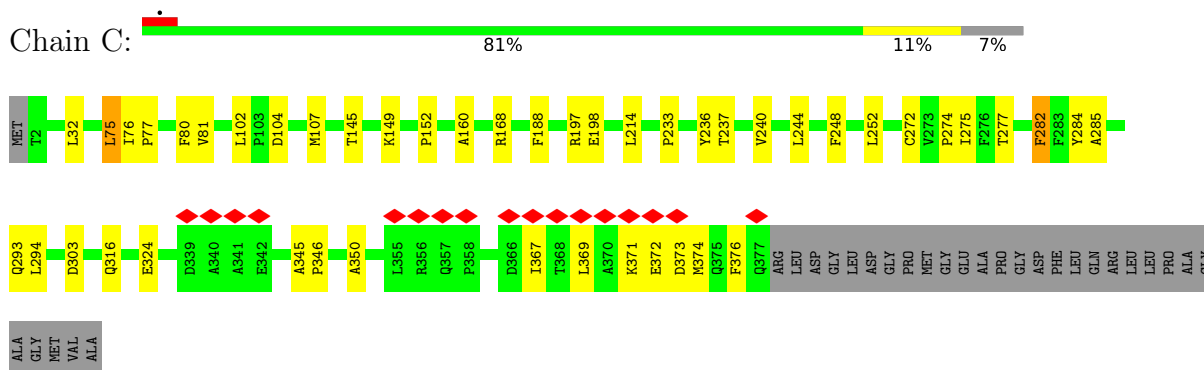 Chain C:
81% 11% 7%
MET T2 L32 L75 I76 P77 F80 V81 L102 P103 D104 M107 T145 K149 P152 A160 R168 F188 R197 E198 L214 P233 Y236 T237 V240 L244 F248 L252 C272 V273 P274 I275 F276 T277 F282 F283 Y284 A285
Q293 L294 D303 Q316 E324 D339 A340 A341 E342 A345 P346 A350 L355 R356 Q357 P358 D366 I367 T368 L369 A370 K371 E372 D373 M374 Q375 F376 Q377 ARG LEU ASP GLY LEU ASP GLY PRO MET GLY GLU ALA PRO GLY ASP PHE LEU GLN ARG LEU LEU PRO ALA
ALA GLY MET VAL ALA